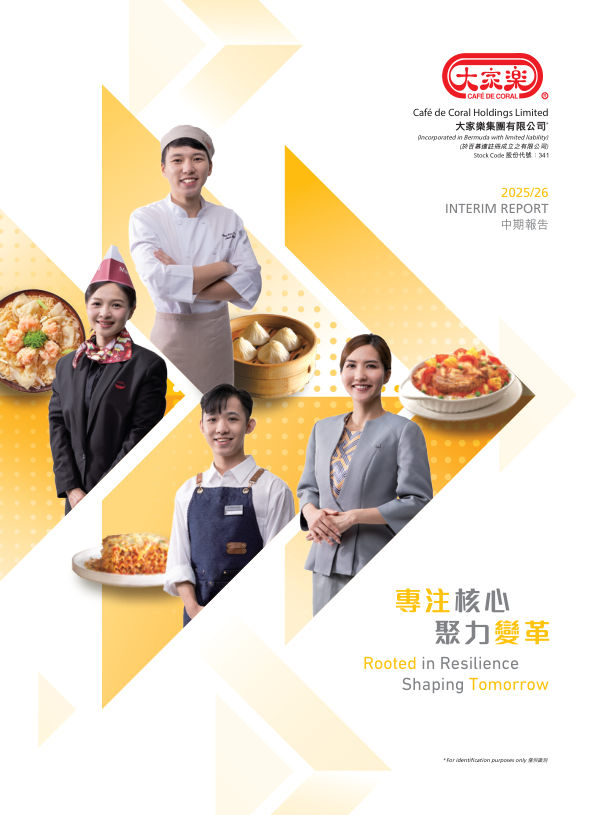 大家樂
CAFÉ DE CORAL
Café de Coral Holdings Limited
大家樂集團有限公司*
(Incorporated in Bermuda with limited liability)
(於百慕達註冊成立之有限公司)
Stock Code 股份代號：341
2025/26
INTERIM REPORT
中期報告
專注核心
聚力變革
Rooted in Resilience
Shaping Tomorrow
* For identification purposes only 僅供識別